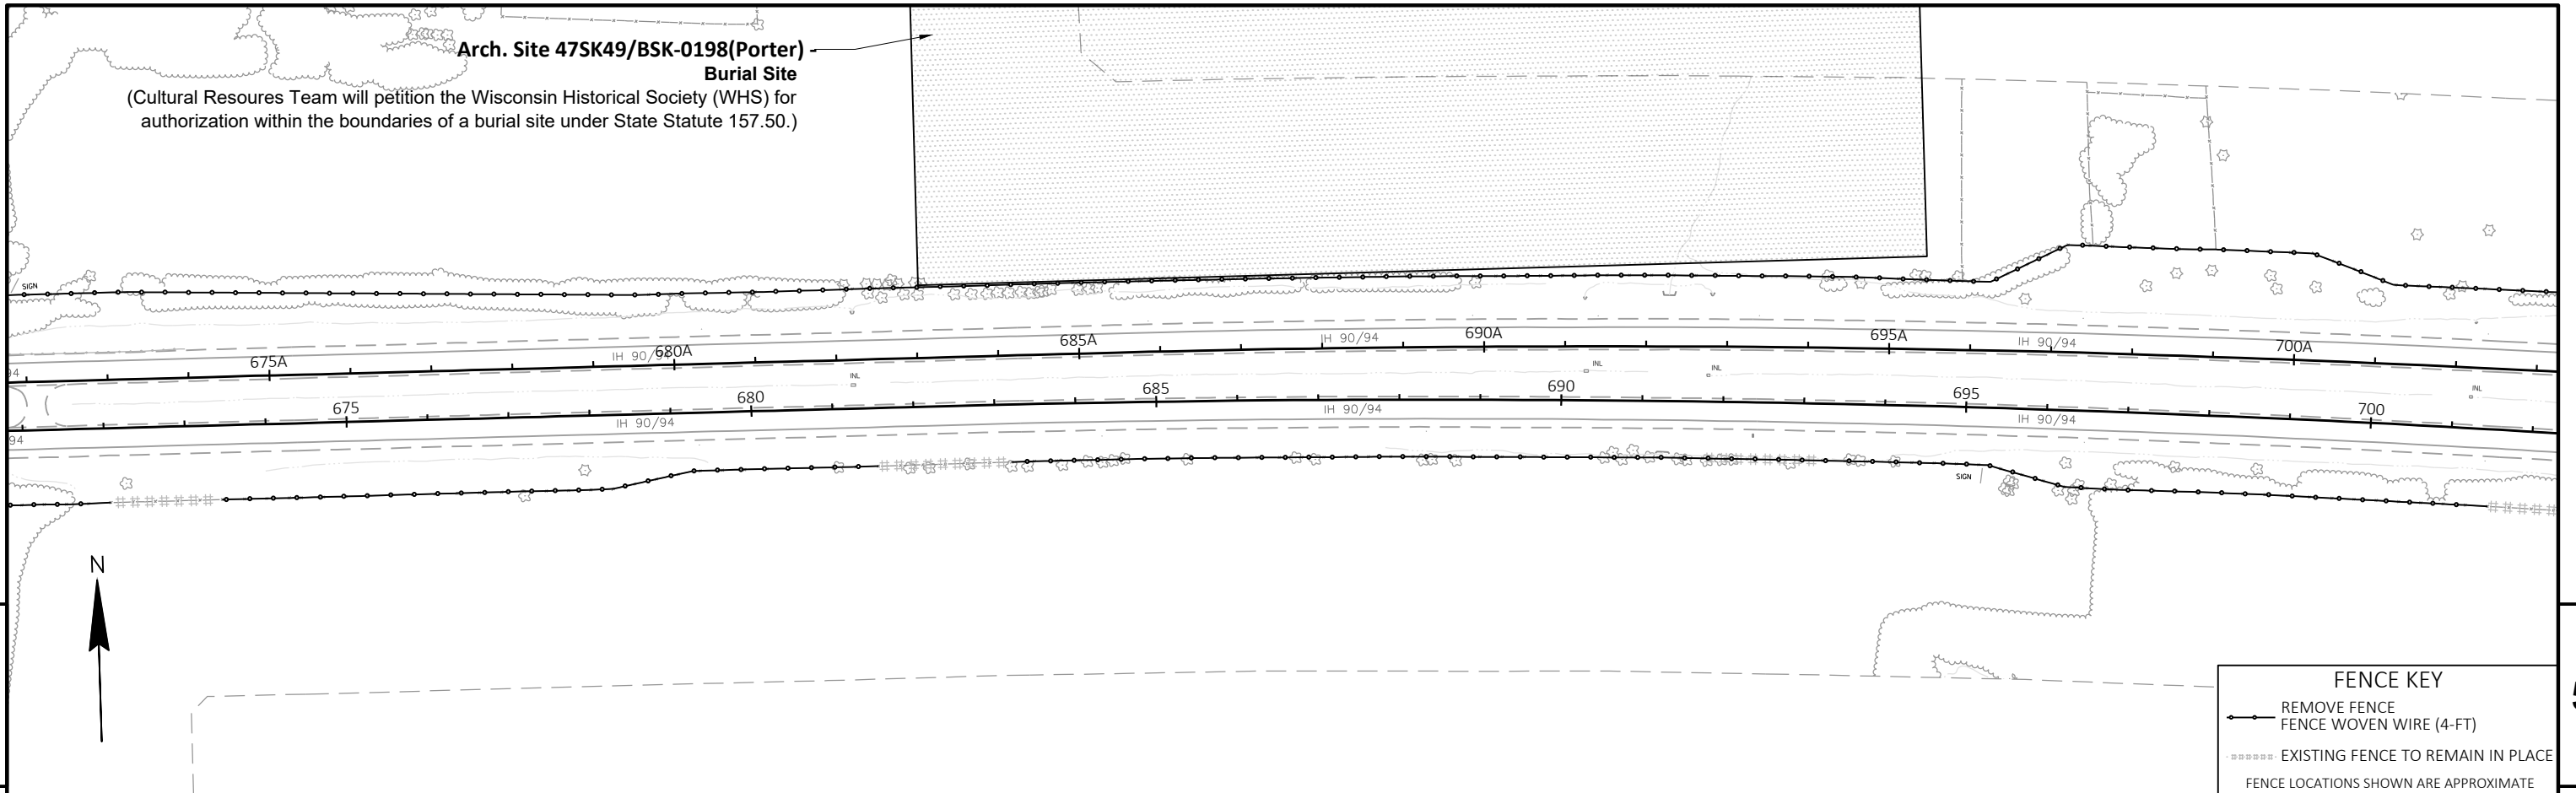 Arch. Site 47SK49/BSK-0198(Porter)
Burial Site
(Cultural Resoures Team will petition the Wisconsin Historical Society (WHS) for
authorization within the boundaries of a burial site under State Statute 157.50.)
SIGN
675A
IH 90/94
680A
685A
IH 90/94
690A
695A
IH 90/94
700A
94
INL
INL
INL
INL
675
680
685
690
695
700
94
IH 90/94
IH 90/94
IH 90/94
SIGN
N
FENCE KEY
REMOVE FENCE
FENCE WOVEN WIRE (4-FT)
EXISTING FENCE TO REMAIN IN PLACE
FENCE LOCATIONS SHOWN ARE APPROXIMATE